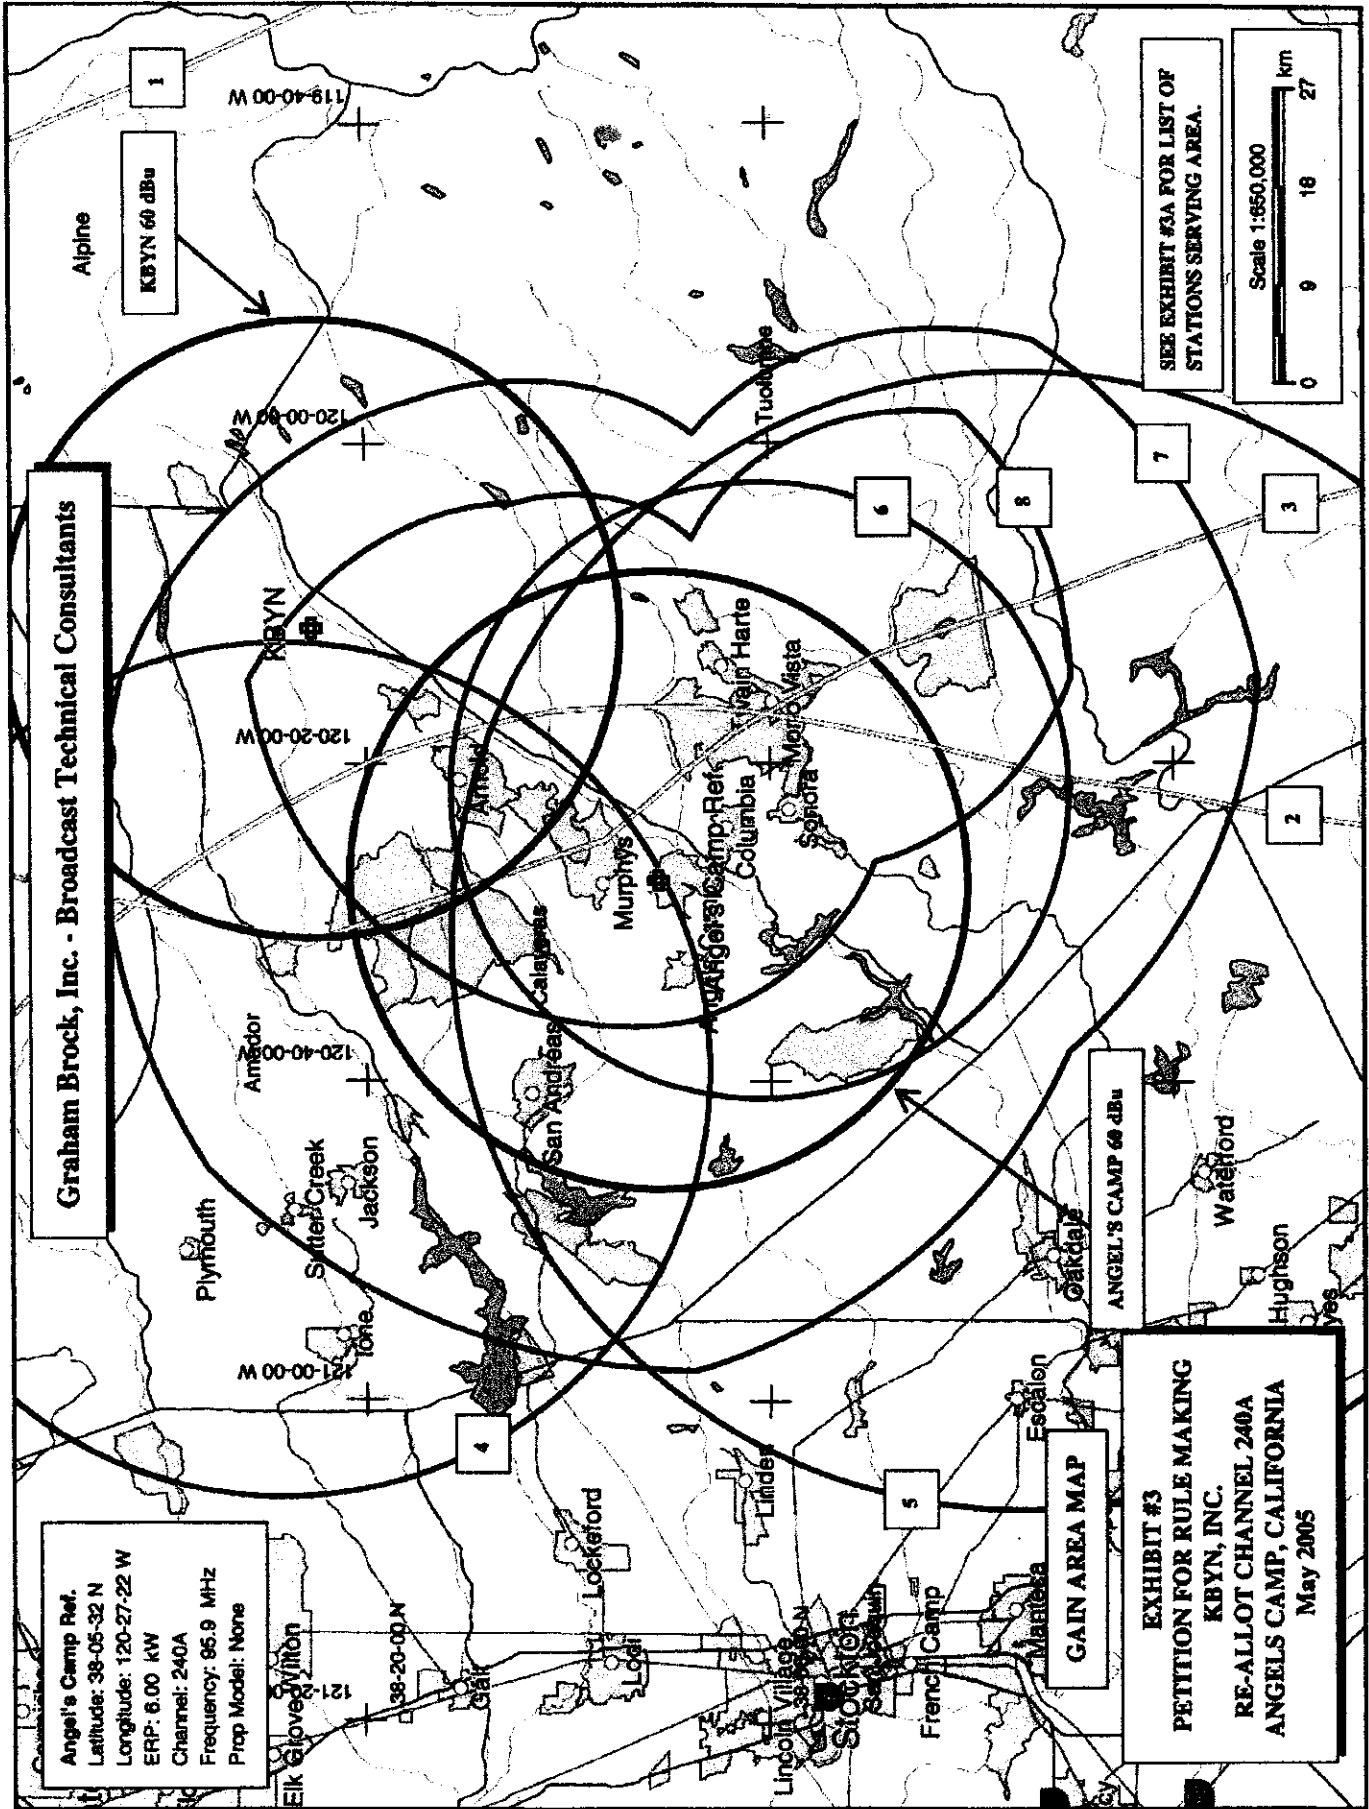 Graham Brock, Inc. - Broadcast Technical Consultants
Angel's Camp Ref.
Latitude: 38-05-32 N
Longitude: 120-27-22 W
ERP: 6.00 kW
Channel: 240A
Frequency: 95.9 MHz
Prop Model: None
Alpine
KBYN 60 dBu
1
119-40-00 W
120-00-00 W
120-20-00 W
120-40-00 W
121-00-00 W
KBYN
Amador
Plymouth
Sutter Creek
Jackson
Ione
Elk Grove
Wilton
38-20-00 N
Galt
4
Lockeford
Lodi
Arnold
Calaveras
San Andreas
Murphys
Angel's Camp Ref.
Columbia
Twain Harte
Mono Vista
Sonora
Tuolumne
Linden
Lincoln Village
Stockton
French Camp
5
6
8
7
3
2
Manteca
Escalon
Oakdale
Waterford
Hughson
ANGEL'S CAMP 60 dBu
GAIN AREA MAP
EXHIBIT #3
PETITION FOR RULE MAKING
KBYN, INC.
RE-ALLOT CHANNEL 240A
ANGELS CAMP, CALIFORNIA
May 2005
SEE EXHIBIT #3A FOR LIST OF
STATIONS SERVING AREA.
Scale 1:650,000
0 9 18 27 km